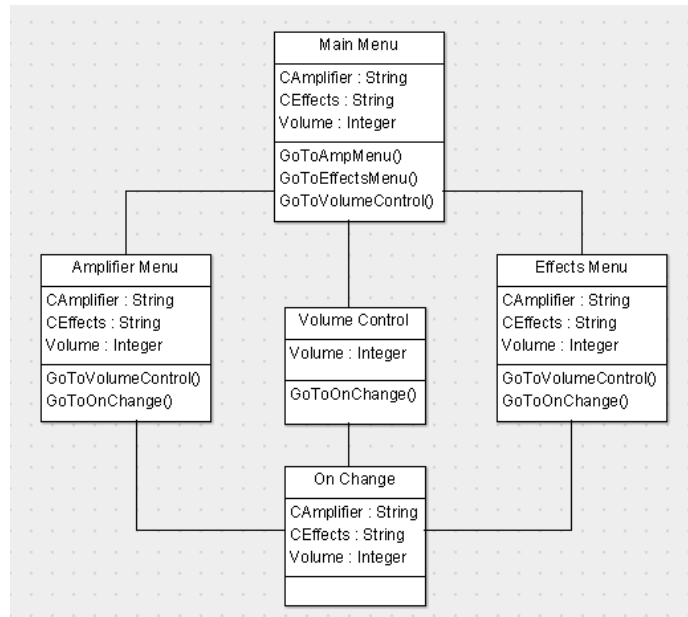 Main Menu
CAmplifier : String
CEffects : String
Volume : Integer
GoToAmpMenu()
GoToEffectsMenu()
GoToVolumeControl()
Amplifier Menu
CAmplifier : String
CEffects : String
Volume : Integer
GoToVolumeControl()
GoToOnChange()
Volume Control
Volume : Integer
GoToOnChange()
Effects Menu
CAmplifier : String
CEffects : String
Volume : Integer
GoToVolumeControl()
GoToOnChange()
On Change
CAmplifier : String
CEffects : String
Volume : Integer